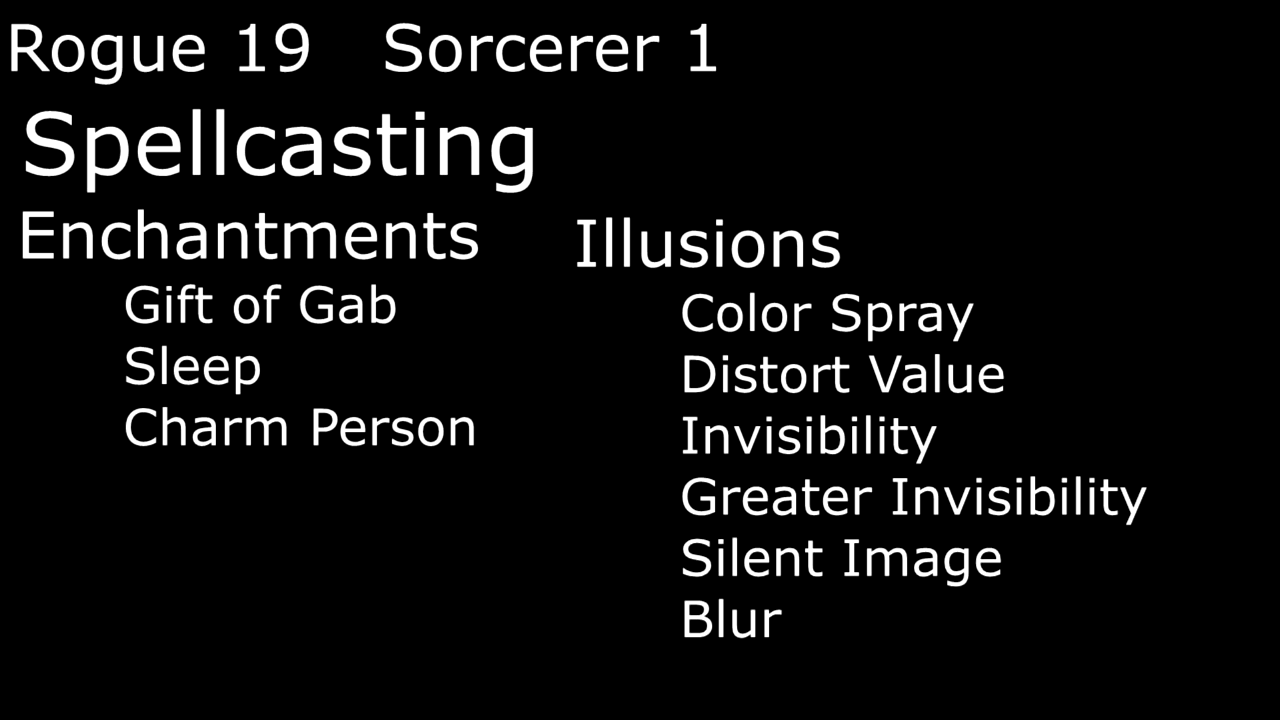 Rogue 19 Sorcerer 1
Spellcasting
Enchantments
Gift of Gab
Sleep
Charm Person
Illusions
Color Spray
Distort Value
Invisibility
Greater Invisibility
Silent Image
Blur